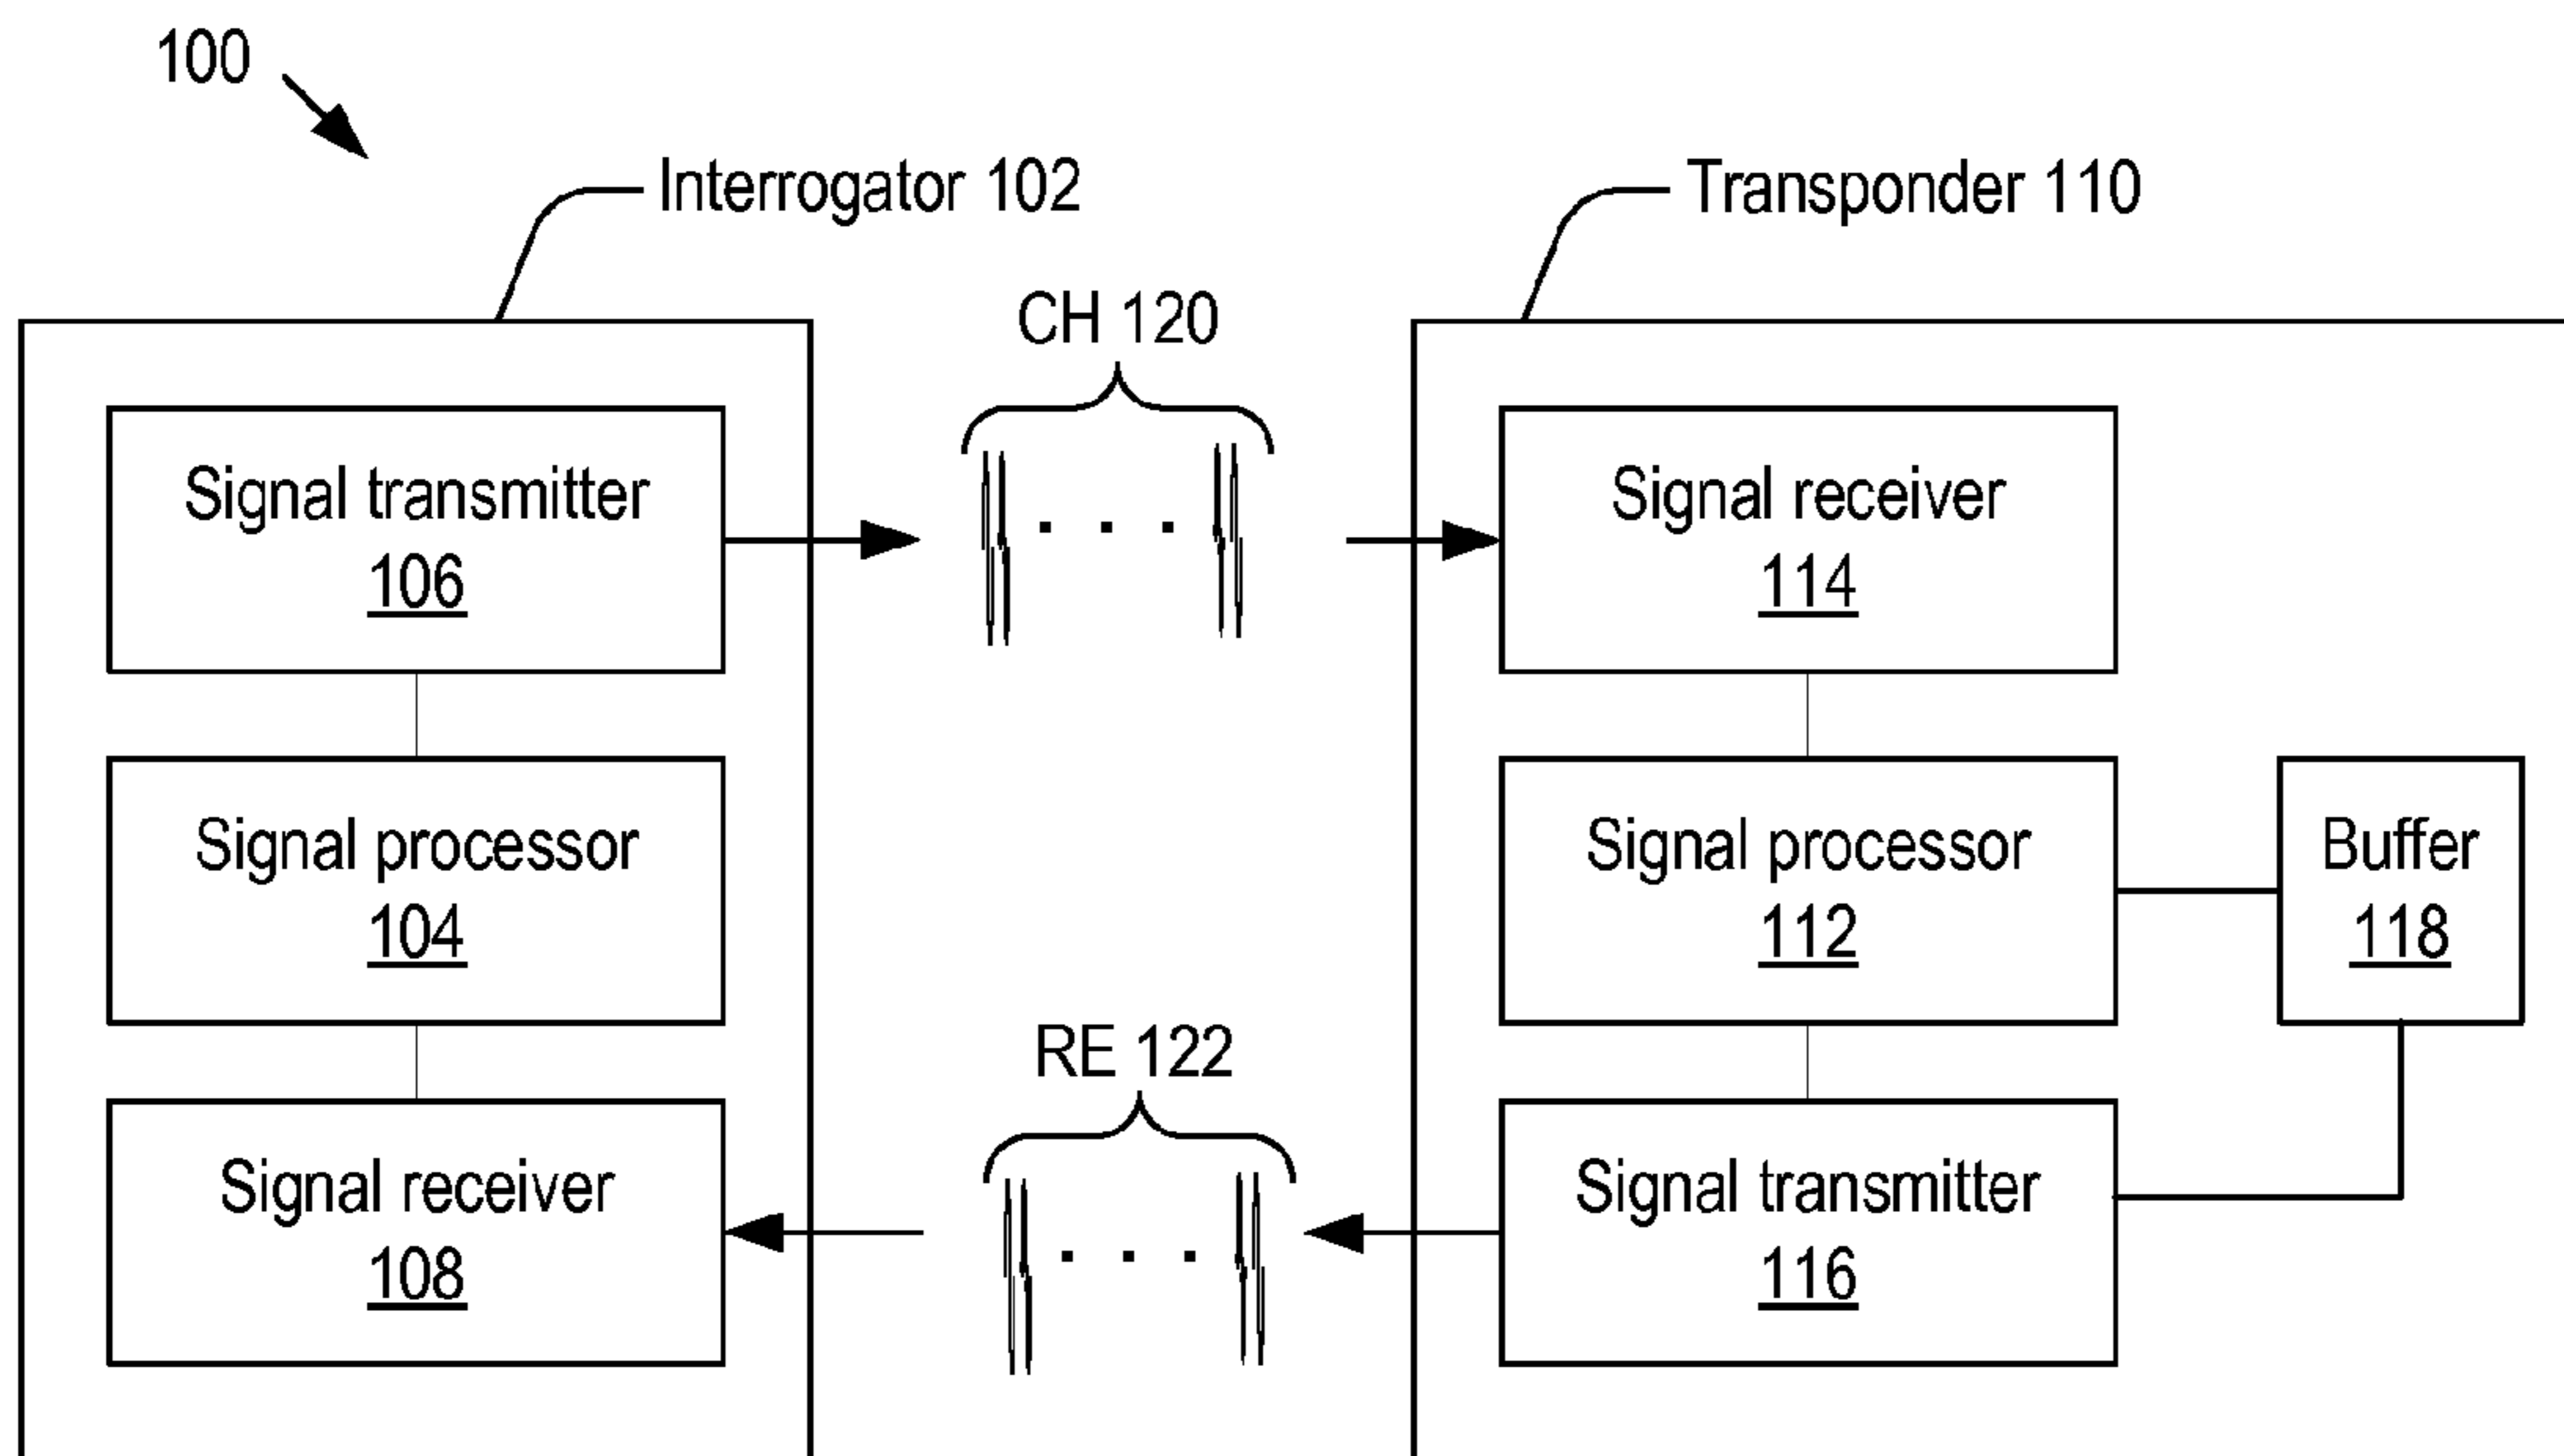 100
Interrogator 102
Transponder 110
CH 120
Signal transmitter
106
Signal receiver
114
Signal processor
104
Signal processor
112
Buffer
118
RE 122
Signal receiver
108
Signal transmitter
116